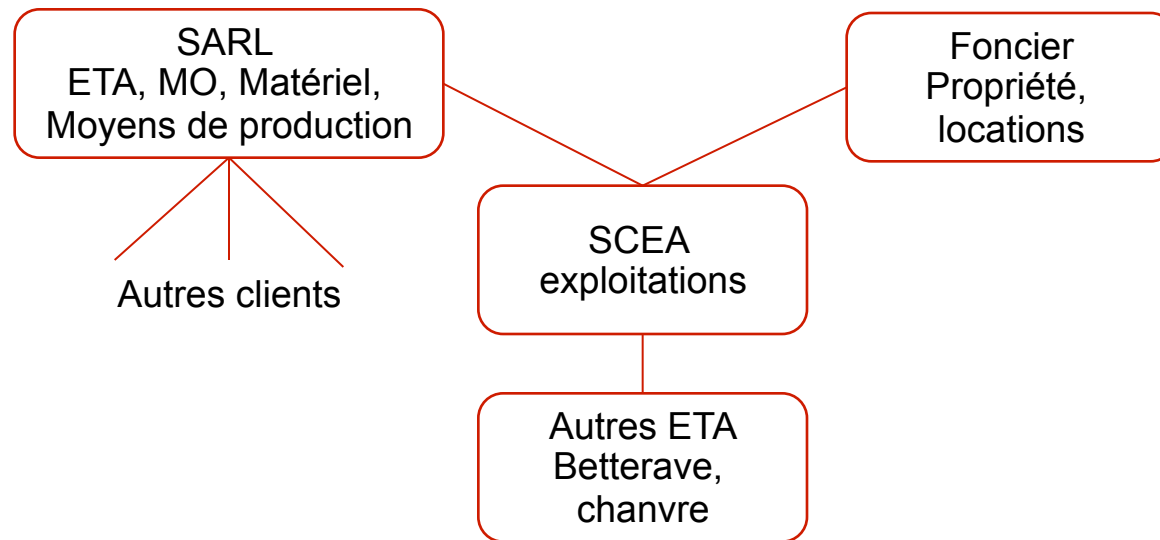 SARL
ETA, MO, Matériel,
Moyens de production
Foncier
Propriété,
locations
SCEA
exploitations
Autres clients
Autres ETA
Betterave,
chanvre